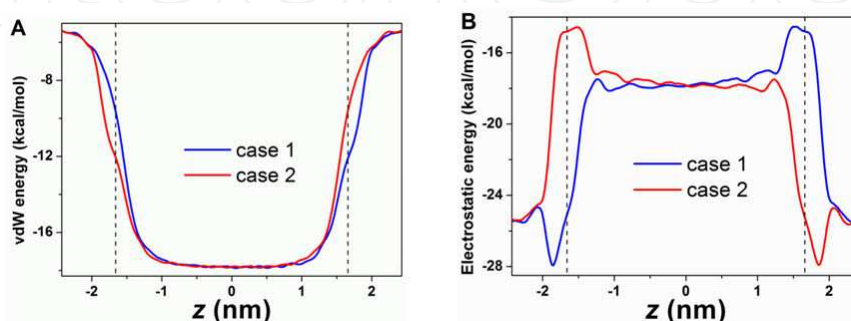 A
vdW energy (kcal/mol)
-8
-12
-16
case 1
case 2
-2
-1
0
1
2
z (nm)
B
Electrostatic energy (kcal/mol)
-16
-20
-24
-28
case 1
case 2
-2
-1
0
1
2
z (nm)